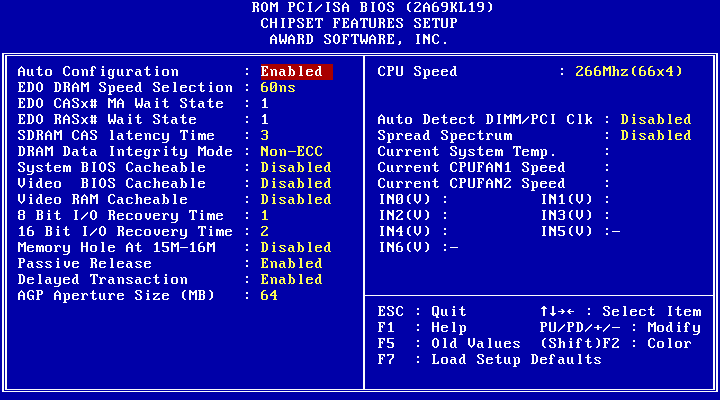 ROM PCI/ISA BIOS (2A69KL19)
CHIPSET FEATURES SETUP
AWARD SOFTWARE, INC.
Auto Configuration : Enabled
EDO DRAM Speed Selection : 60ns
EDO CASx# MA Wait State : 1
EDO RASx# Wait State : 1
SDRAM CAS latency Time : 3
DRAM Data Integrity Mode : Non-ECC
System BIOS Cacheable : Disabled
Video BIOS Cacheable : Disabled
Video RAM Cacheable : Disabled
8 Bit I/O Recovery Time : 1
16 Bit I/O Recovery Time : 2
Memory Hole At 15M-16M : Disabled
Passive Release : Enabled
Delayed Transaction : Enabled
AGP Aperture Size (MB) : 64
CPU Speed : 266Mhz(66x4)
Auto Detect DIMM/PCI Clk : Disabled
Spread Spectrum : Disabled
Current System Temp. :
Current CPUFAN1 Speed :
Current CPUFAN2 Speed :
IN0(V) : IN1(V) :
IN2(V) : IN3(V) :
IN4(V) : IN5(V) :-
IN6(V) :-
ESC : Quit ↑↓→← : Select Item
F1 : Help PU/PD/+/- : Modify
F5 : Old Values (Shift)F2 : Color
F7 : Load Setup Defaults